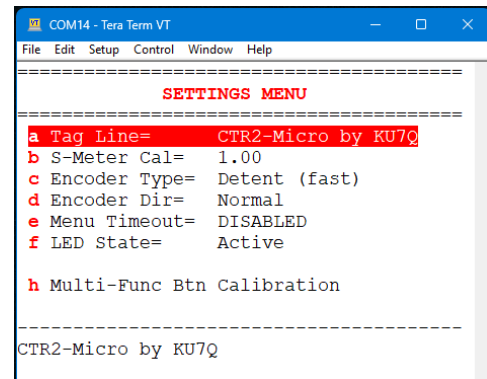 COM14 - Tera Term VT
File Edit Setup Control Window Help
============================================
SETTINGS MENU
============================================
a Tag Line= CTR2-Micro by KU7Q
b S-Meter Cal= 1.00
c Encoder Type= Detent (fast)
d Encoder Dir= Normal
e Menu Timeout= DISABLED
f LED State= Active
h Multi-Func Btn Calibration
--------------------------------------------
CTR2-Micro by KU7Q